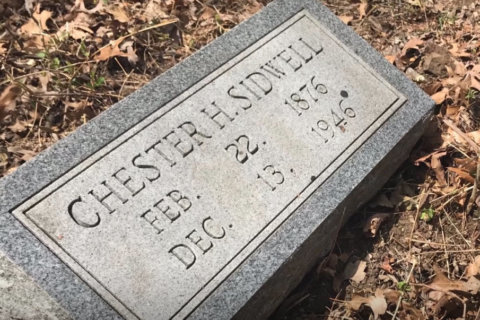 CHESTER H. SIDWELL
FEB. 22. 1876
DEC. 13. 1946